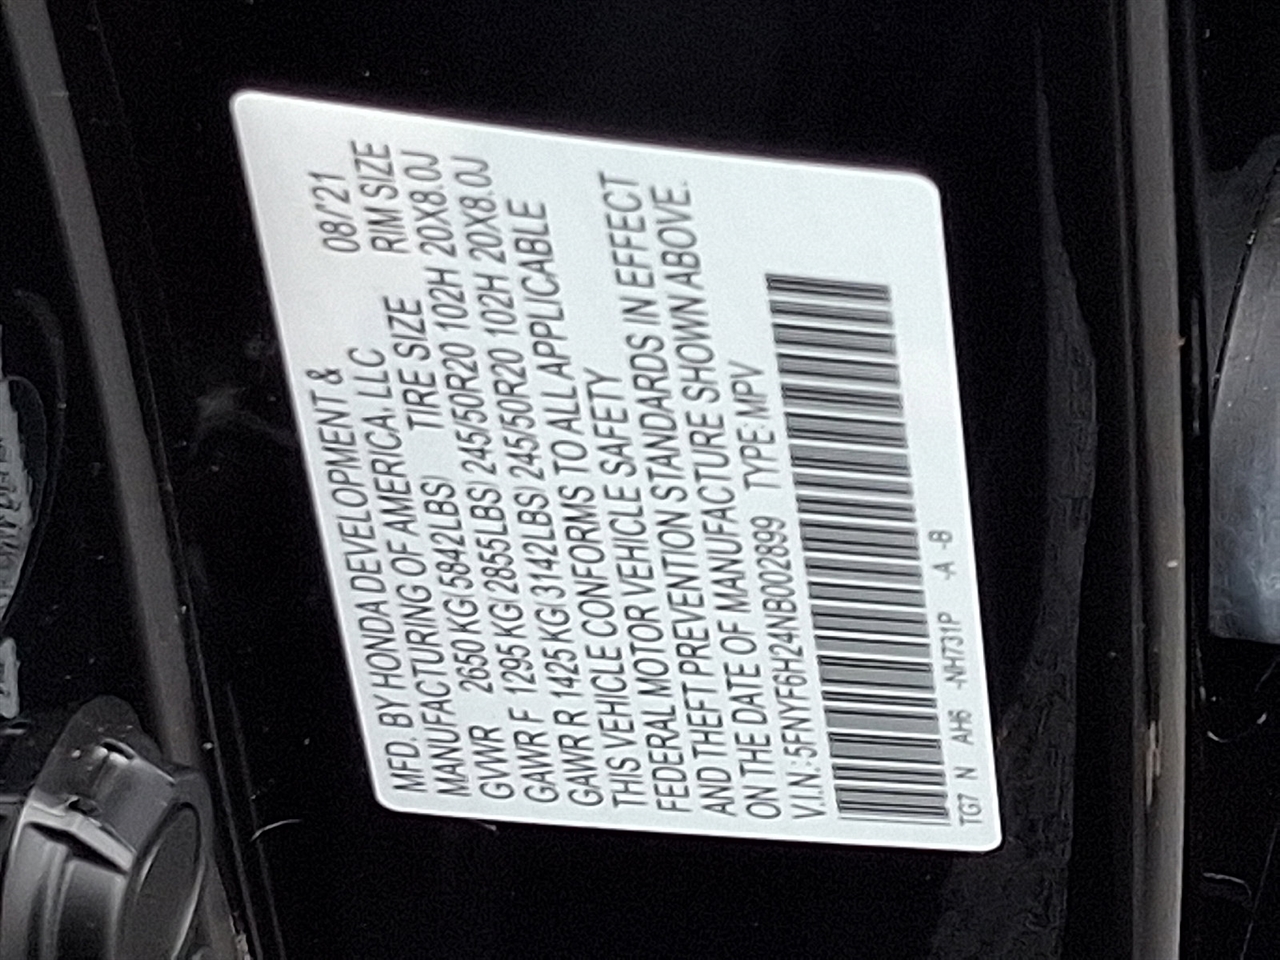 MFD. BY HONDA DEVELOPMENT & 08/'21
MANUFACTURING OF AMERICA, LLC RIM SIZE
GVWR 2650 KG(5842LBS) TIRE SIZE 20X8.0J
GAWR F 1295 KG(2855LBS) 245/50R20 102H 20X8.0J
GAWR R 1425 KG(3142LBS) 245/50R20 102H
THIS VEHICLE CONFORMS TO ALL APPLICABLE
FEDERAL MOTOR VEHICLE SAFETY
AND THEFT PREVENTION STANDARDS IN EFFECT
ON THE DATE OF MANUFACTURE SHOWN ABOVE.
V.I.N.:5FNYF6H24NB002899 TYPE:MPV
TG7 N AH6 -NH731P -A -B